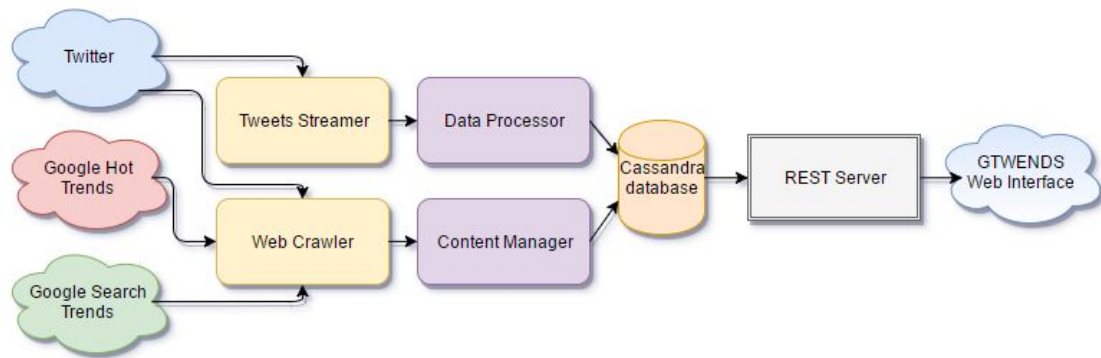 Twitter
Tweets Streamer
Data Processor
Google Hot
Trends
Cassandra
database
REST Server
GTWENDS
Web Interface
Web Crawler
Content Manager
Google Search
Trends